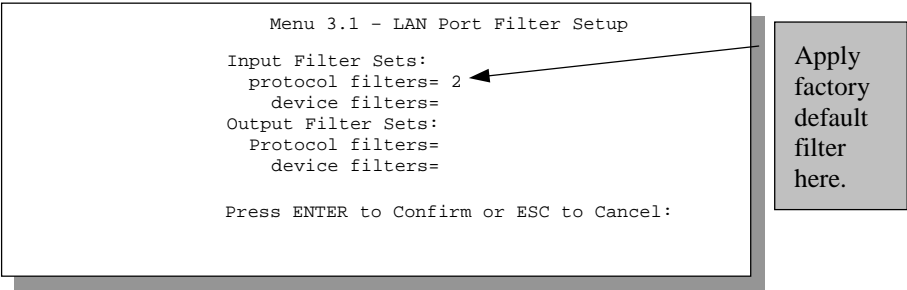 Menu 3.1 – LAN Port Filter Setup
Input Filter Sets:
protocol filters= 2
device filters=
Output Filter Sets:
Protocol filters=
device filters=
Press ENTER to Confirm or ESC to Cancel:
Apply
factory
default
filter
here.